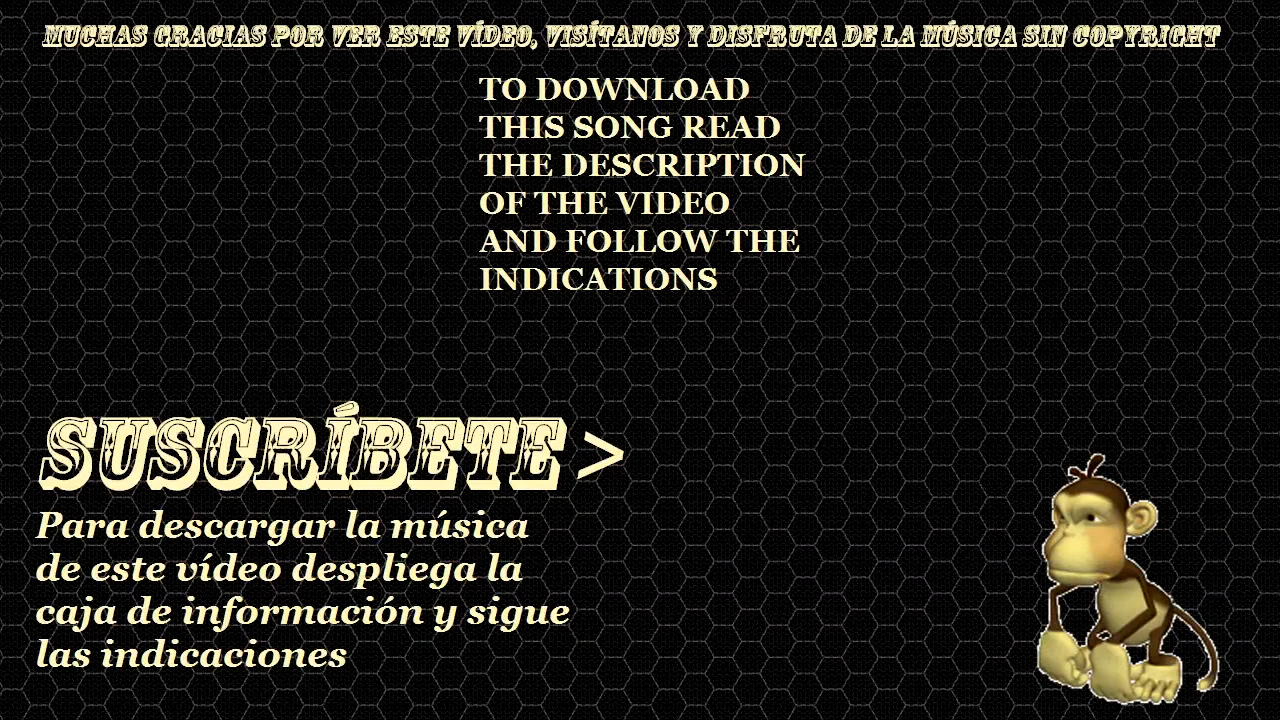 MUCHAS GRACIAS POR VER ESTE VÍDEO, VISÍTANOS Y DISFRUTA DE LA MÚSICA SIN COPYRIGHT
TO DOWNLOAD
THIS SONG READ
THE DESCRIPTION
OF THE VIDEO
AND FOLLOW THE
INDICATIONS
SUSCRÍBETE >
Para descargar la música
de este vídeo despliega la
caja de información y sigue
las indicaciones